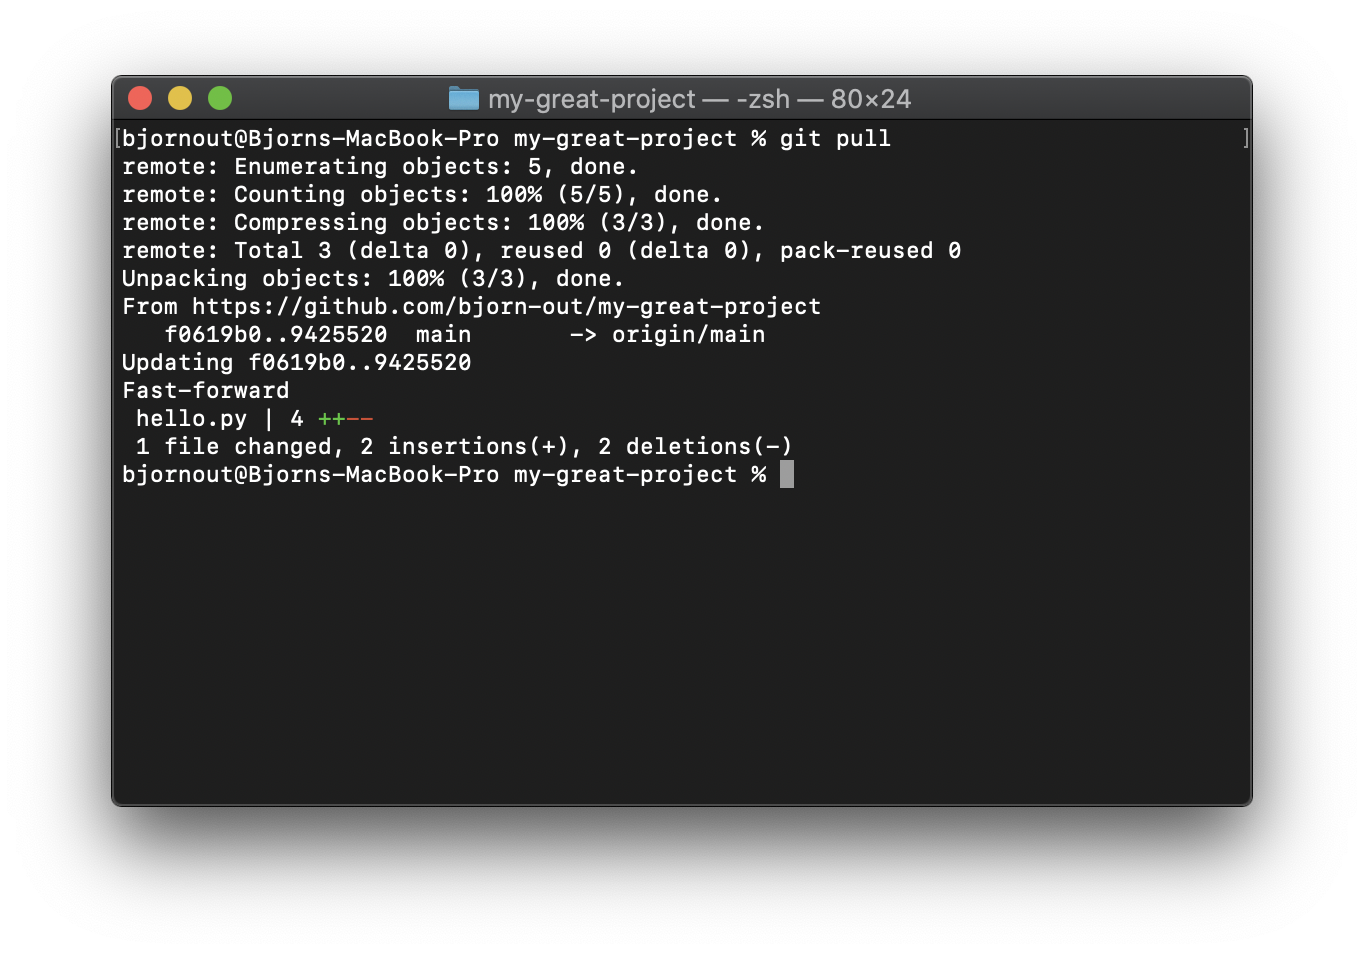 my-great-project — -zsh — 80×24
[bjornout@Bjorns-MacBook-Pro my-great-project % git pull ]
remote: Enumerating objects: 5, done.
remote: Counting objects: 100% (5/5), done.
remote: Compressing objects: 100% (3/3), done.
remote: Total 3 (delta 0), reused 0 (delta 0), pack-reused 0
Unpacking objects: 100% (3/3), done.
From https://github.com/bjorn-out/my-great-project
   f0619b0..9425520  main       -> origin/main
Updating f0619b0..9425520
Fast-forward
 hello.py | 4 ++--
 1 file changed, 2 insertions(+), 2 deletions(-)
bjornout@Bjorns-MacBook-Pro my-great-project %